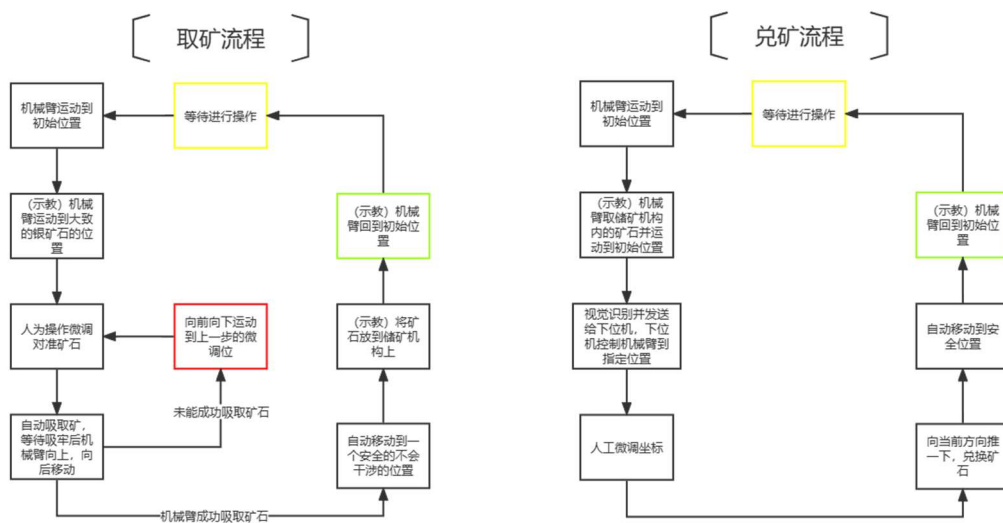 取矿流程
机械臂运动到
初始位置
等待进行操作
(示教)机械
臂运动到大致
的银矿石的位
置
(示教)机械
臂回到初始位
置
人为操作微调
对准矿石
向前向下运动
到上一步的微
调位
(示教)将矿
石放到储矿机
构上
未能成功吸取矿石
自动吸取矿,
等待吸牢后机
械臂向上,向
后移动
自动移动到一
个安全的不会
干涉的位置
机械臂成功吸取矿石
兑矿流程
机械臂运动到
初始位置
等待进行操作
(示教)机械
臂取储矿机构
内的矿石并运
动到初始位置
(示教)机械
臂回到初始位
置
视觉识别并发送
给下位机,下位
机控制机械臂到
指定位置
自动移动到安
全位置
人工微调坐标
向当前方向推
一下,兑换矿
石